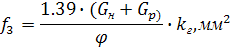 f₃ = 1.39 · (Gн + Gр) / φ · kг, мм²